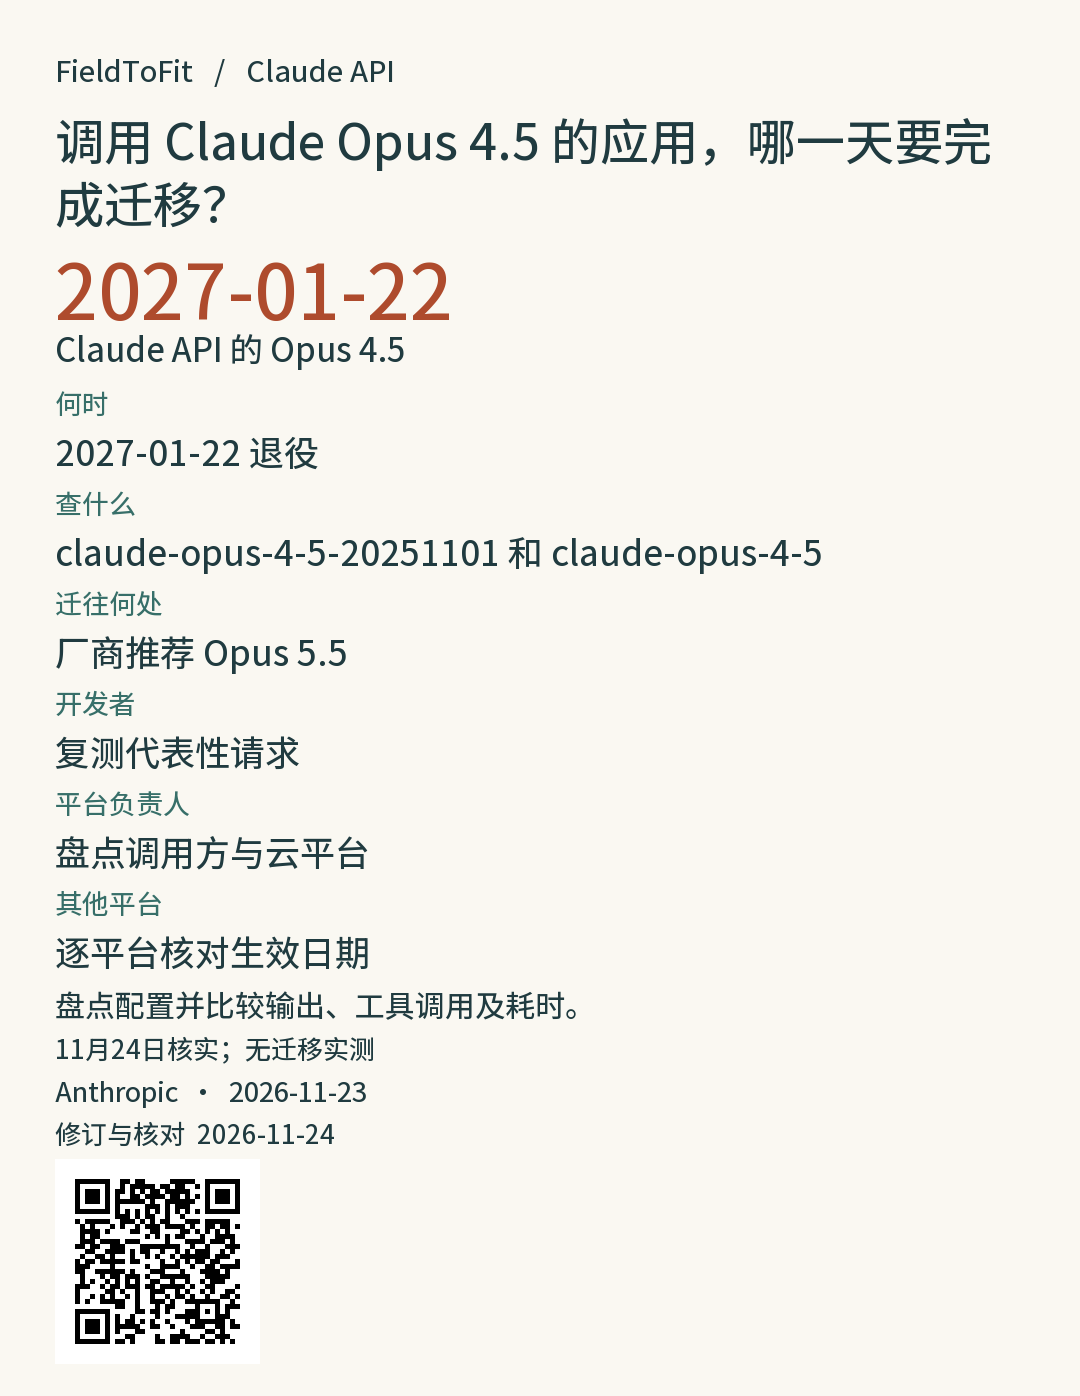 FieldToFit / Claude API
调用 Claude Opus 4.5 的应用，哪一天要完
成迁移？
2027-01-22
Claude API 的 Opus 4.5
何时
2027-01-22 退役
查什么
claude-opus-4-5-20251101 和 claude-opus-4-5
迁往何处
厂商推荐 Opus 5.5
开发者
复测代表性请求
平台负责人
盘点调用方与云平台
其他平台
逐平台核对生效日期
盘点配置并比较输出、工具调用及耗时。
11月24日核实；无迁移实测
Anthropic · 2026-11-23
修订与核对 2026-11-24